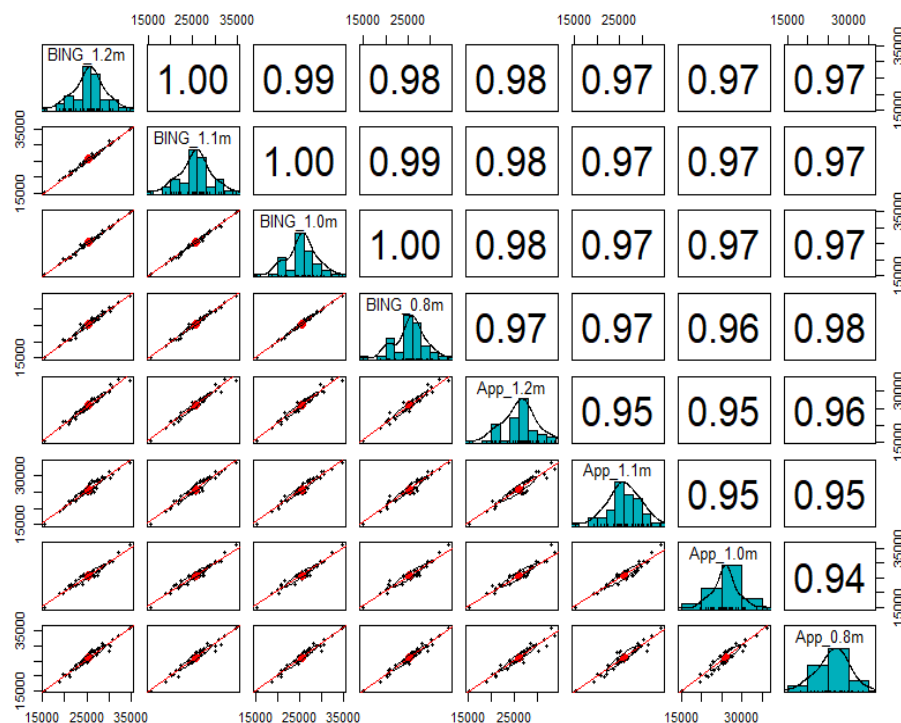 15000 25000 35000 15000 25000 15000 25000 15000 30000
BING_1.2m 1.00 0.99 0.98 0.98 0.97 0.97 0.97 15000 35000
15000 35000 BING_1.1m 1.00 0.99 0.98 0.97 0.97 0.97
BING_1.0m 1.00 0.98 0.97 0.97 0.97 15000 35000
15000 BING_0.8m 0.97 0.97 0.96 0.98
App_1.2m 0.95 0.95 0.96 15000 30000
15000 30000 App_1.1m 0.95 0.95
App_1.0m 0.94 15000 35000
15000 35000 App_0.8m
15000 25000 35000 15000 25000 35000 15000 25000 15000 30000